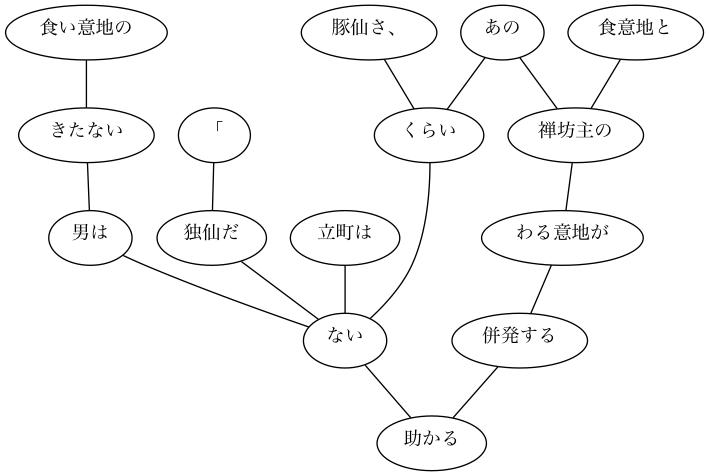 食い意地の
豚仙さ、
あの
食意地と
きたない
「
くらい
禅坊主の
男は
独仙だ
立町は
わる意地が
ない
併発する
助かる